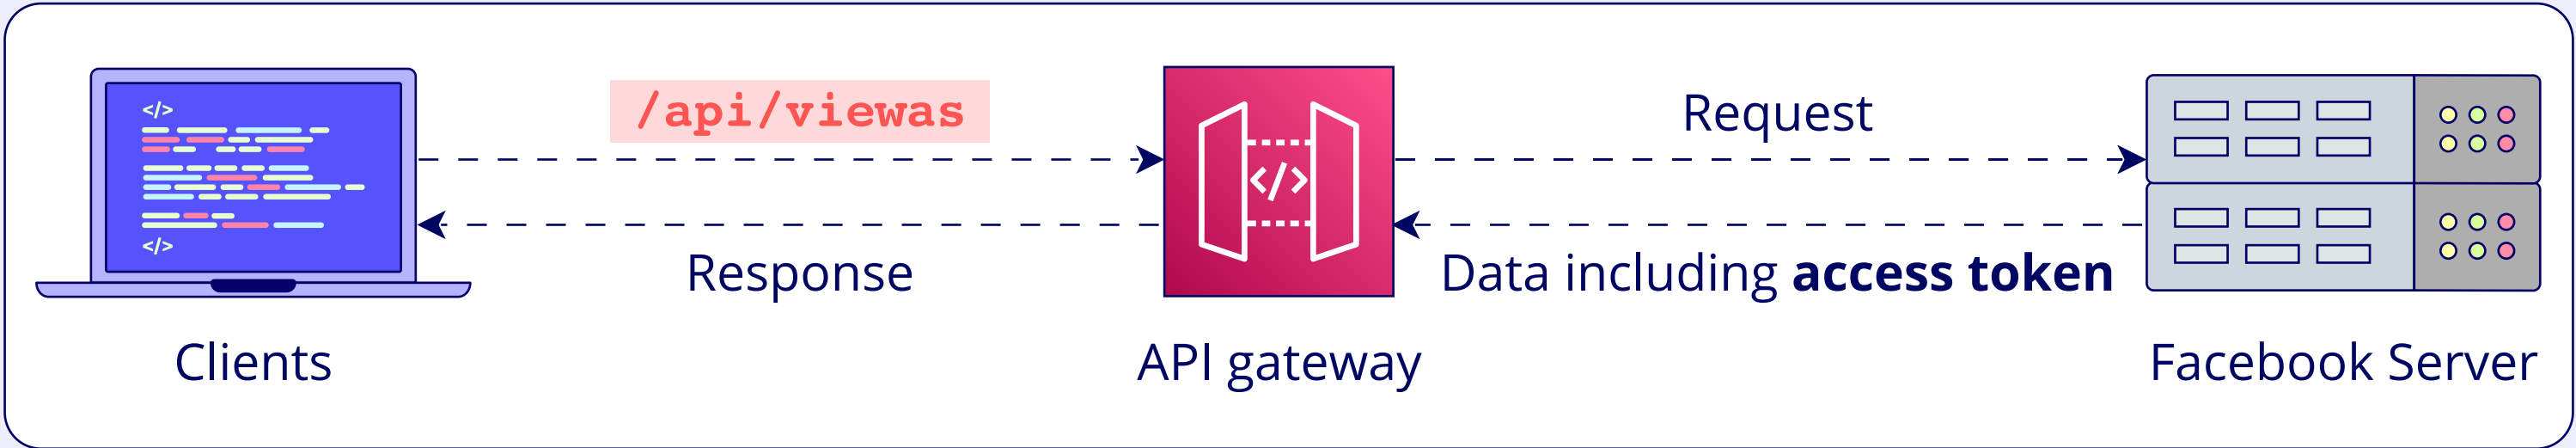 </>
/api/viewas
Request
</>
</>
Response
Data including access token
Clients
API gateway
Facebook Server